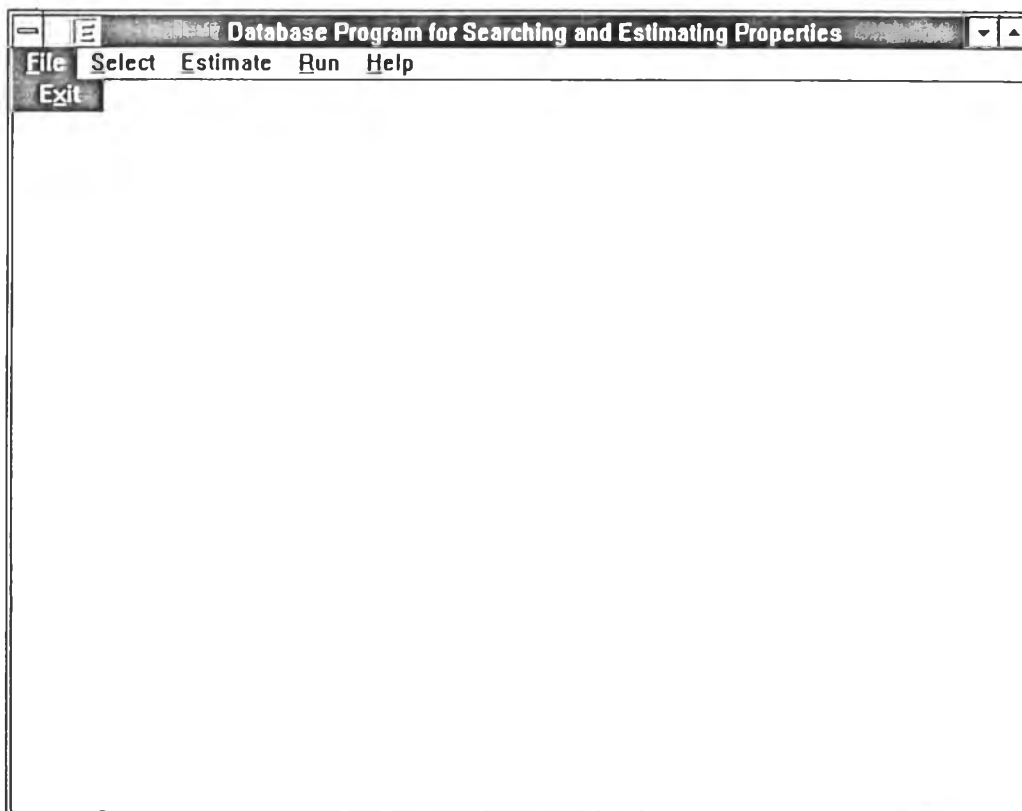 Database Program for Searching and Estimating Properties
File Select Estimate Run Help
Exit